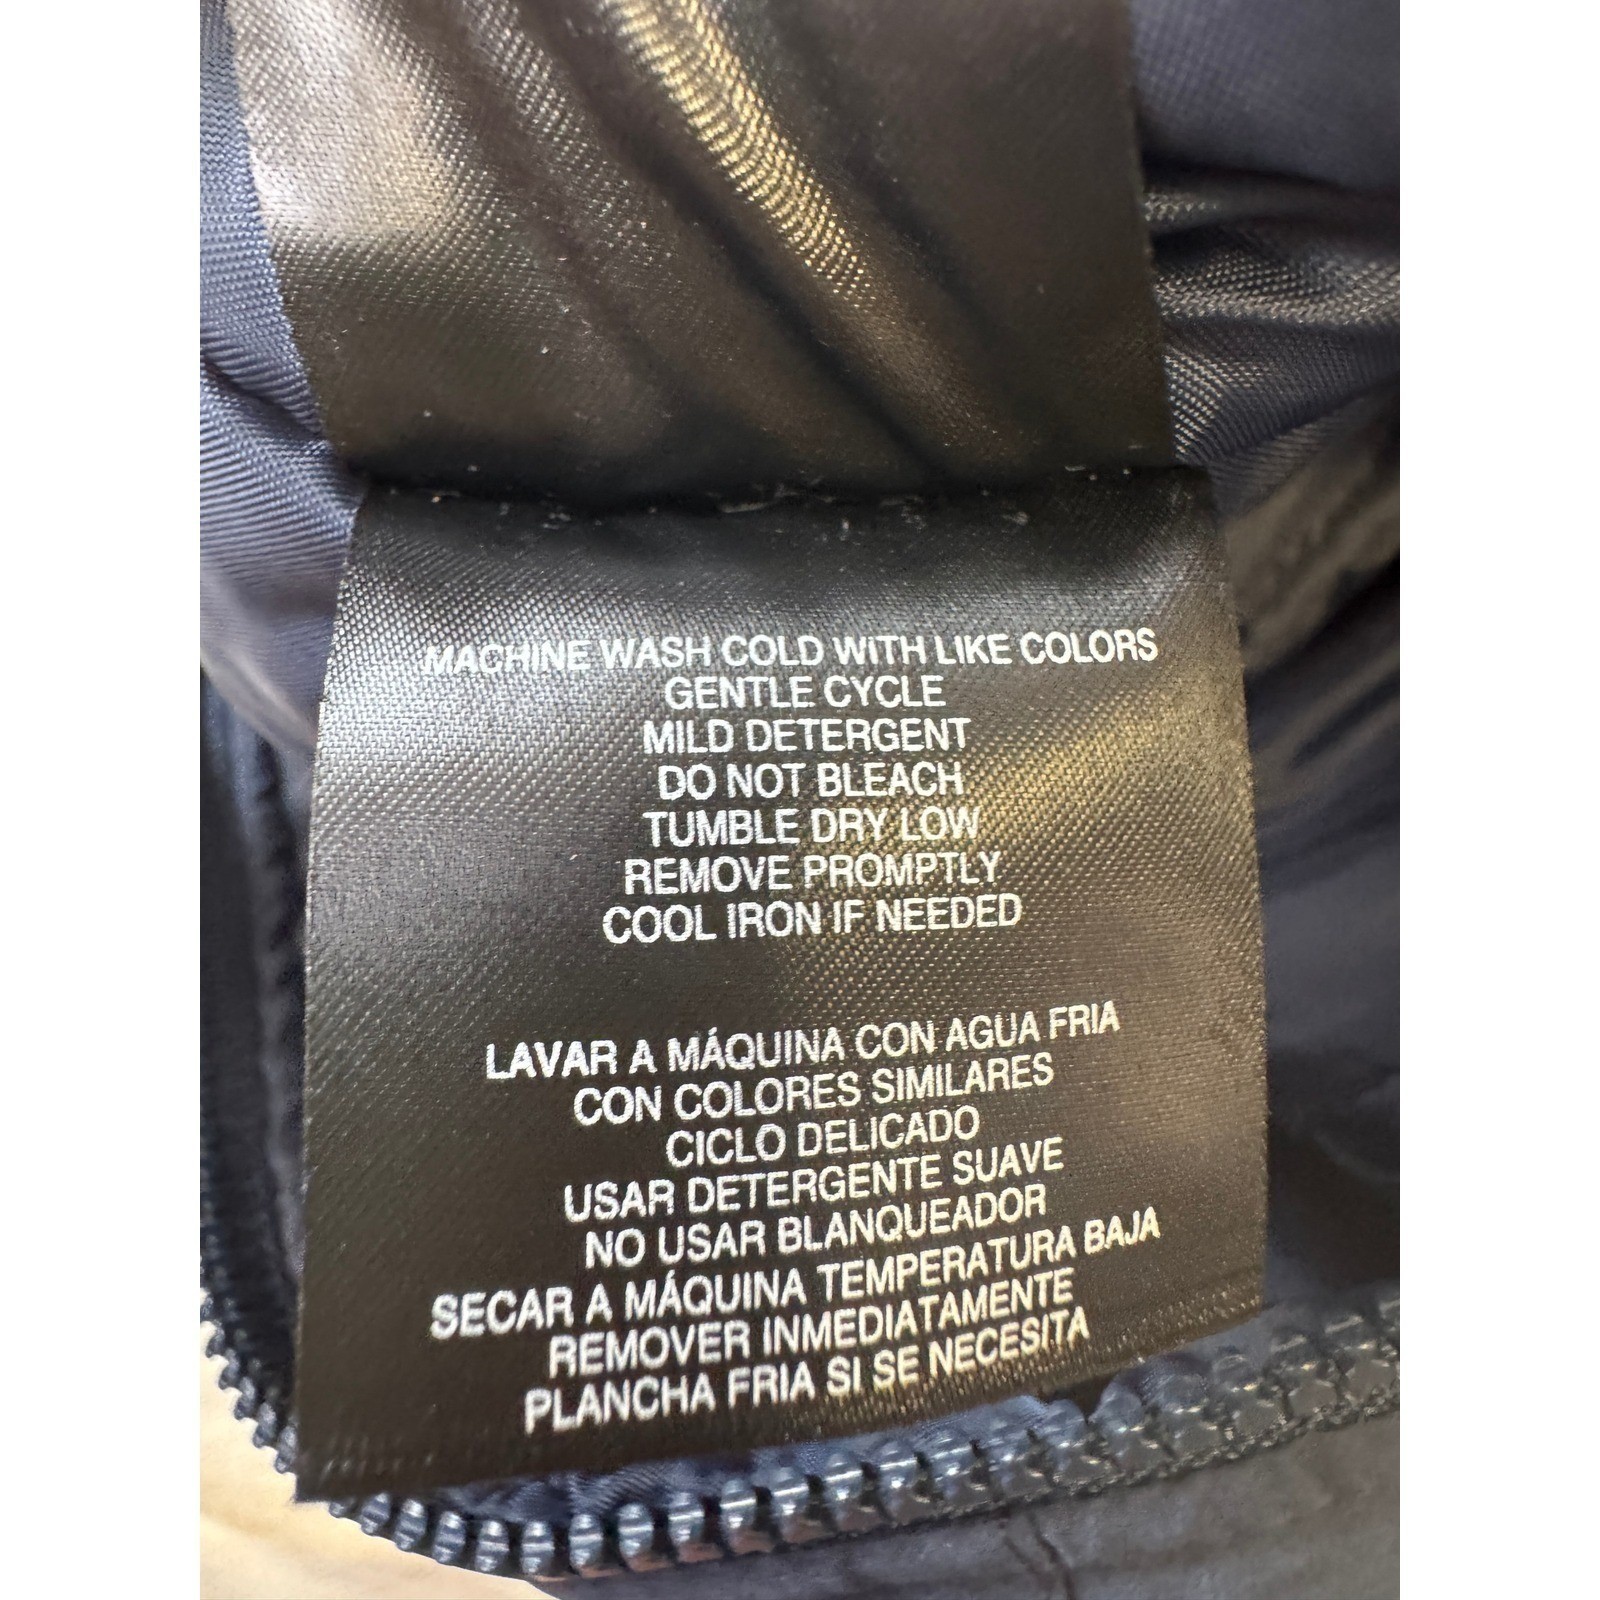 MACHINE WASH COLD WiTH LIKE COLORS
GENTLE CYCLE
MILD DETERGENT
DO NOT BLEACH
TUMBLE DRY LOW
REMOVE PROMPTLY
COOL IRON IF NEEDED
LAVAR A MÁQUINA CON AGUA FRIA
CON COLORES SIMILARES
CICLO DELICADO
USAR DETERGENTE SUAVE
NO USAR BLANQUEADOR
SECAR A MÁQUINA TEMPERATURA BAJA
REMOVER INMEDIATAMENTE
PLANCHA FRIA SI SE NECESITA